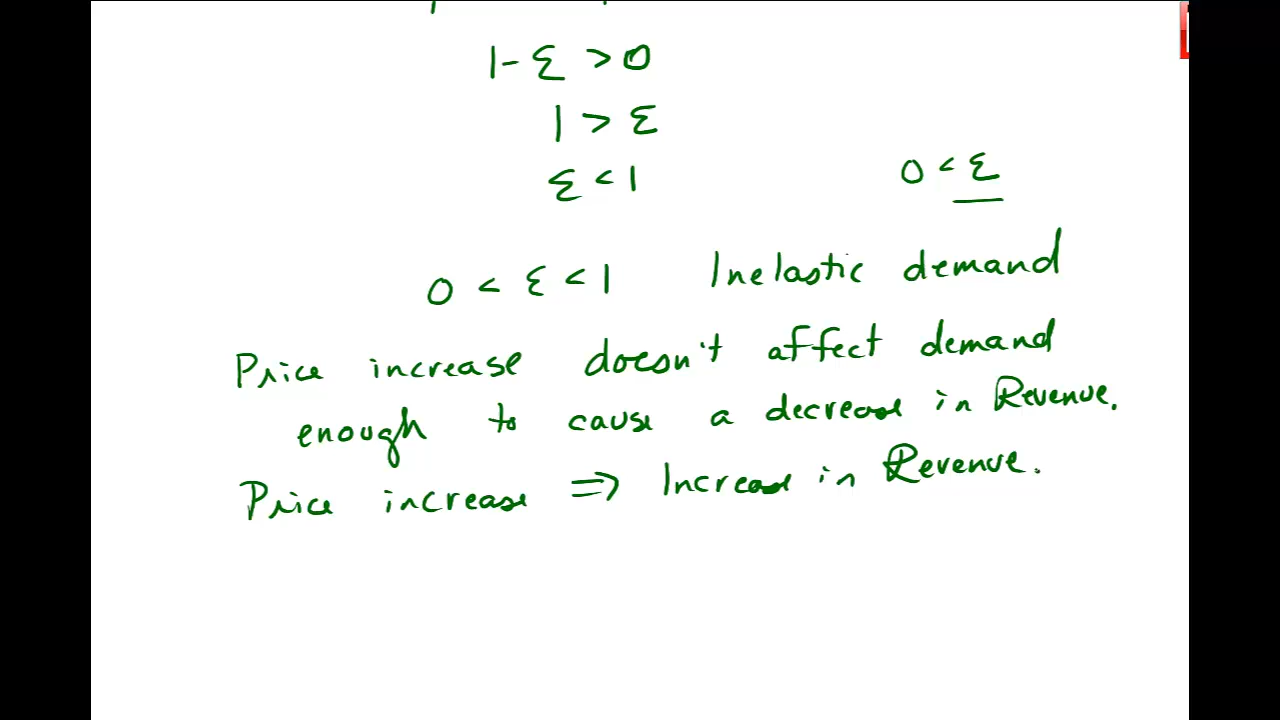 1 - ε > 0
1 > ε
ε < 1
0 < ε
0 < ε < 1 Inelastic demand
Price increase doesn't affect demand
enough to cause a decrease in Revenue.
Price increase ⇒ Increase in Revenue.